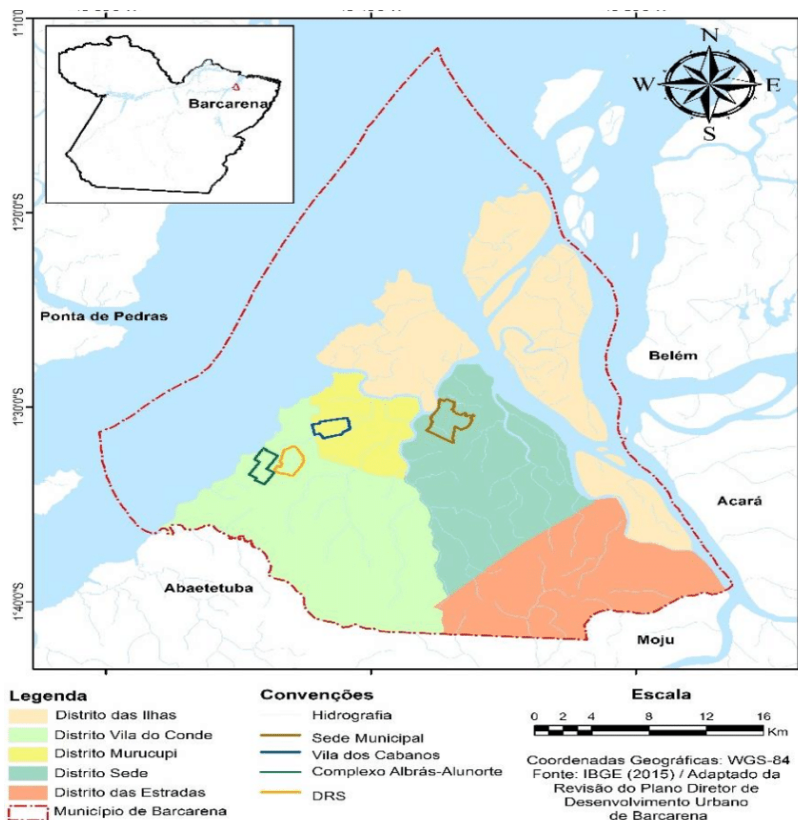 1°10'0
N
W E
S
Barcarena
1°20'0"S
Ponta de Pedras
Belém
1°30'0"S
Acará
Abaetetuba
1°40'0"S
Moju
Legenda
Distrito das Ilhas
Distrito Vila do Conde
Distrito Murucupi
Distrito Sede
Distrito das Estradas
Município de Barcarena
Convenções
Hidrografia
Sede Municipal
Vila dos Cabanos
Complexo Albrás-Alunorte
DRS
Escala
0 2 4 8 12 16
Km
Coordenadas Geográficas: WGS-84
Fonte: IBGE (2015) / Adaptado da
Revisão do Plano Diretor de
Desenvolvimento Urbano
de Barcarena